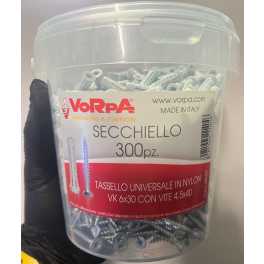 VoRPA
www.vorpa.com
MADE IN ITALY
SECCHIELLO
300pz.
TASSELLO UNIVERSALE IN NYLON
VK 6x30 CON VITE 4,5x40